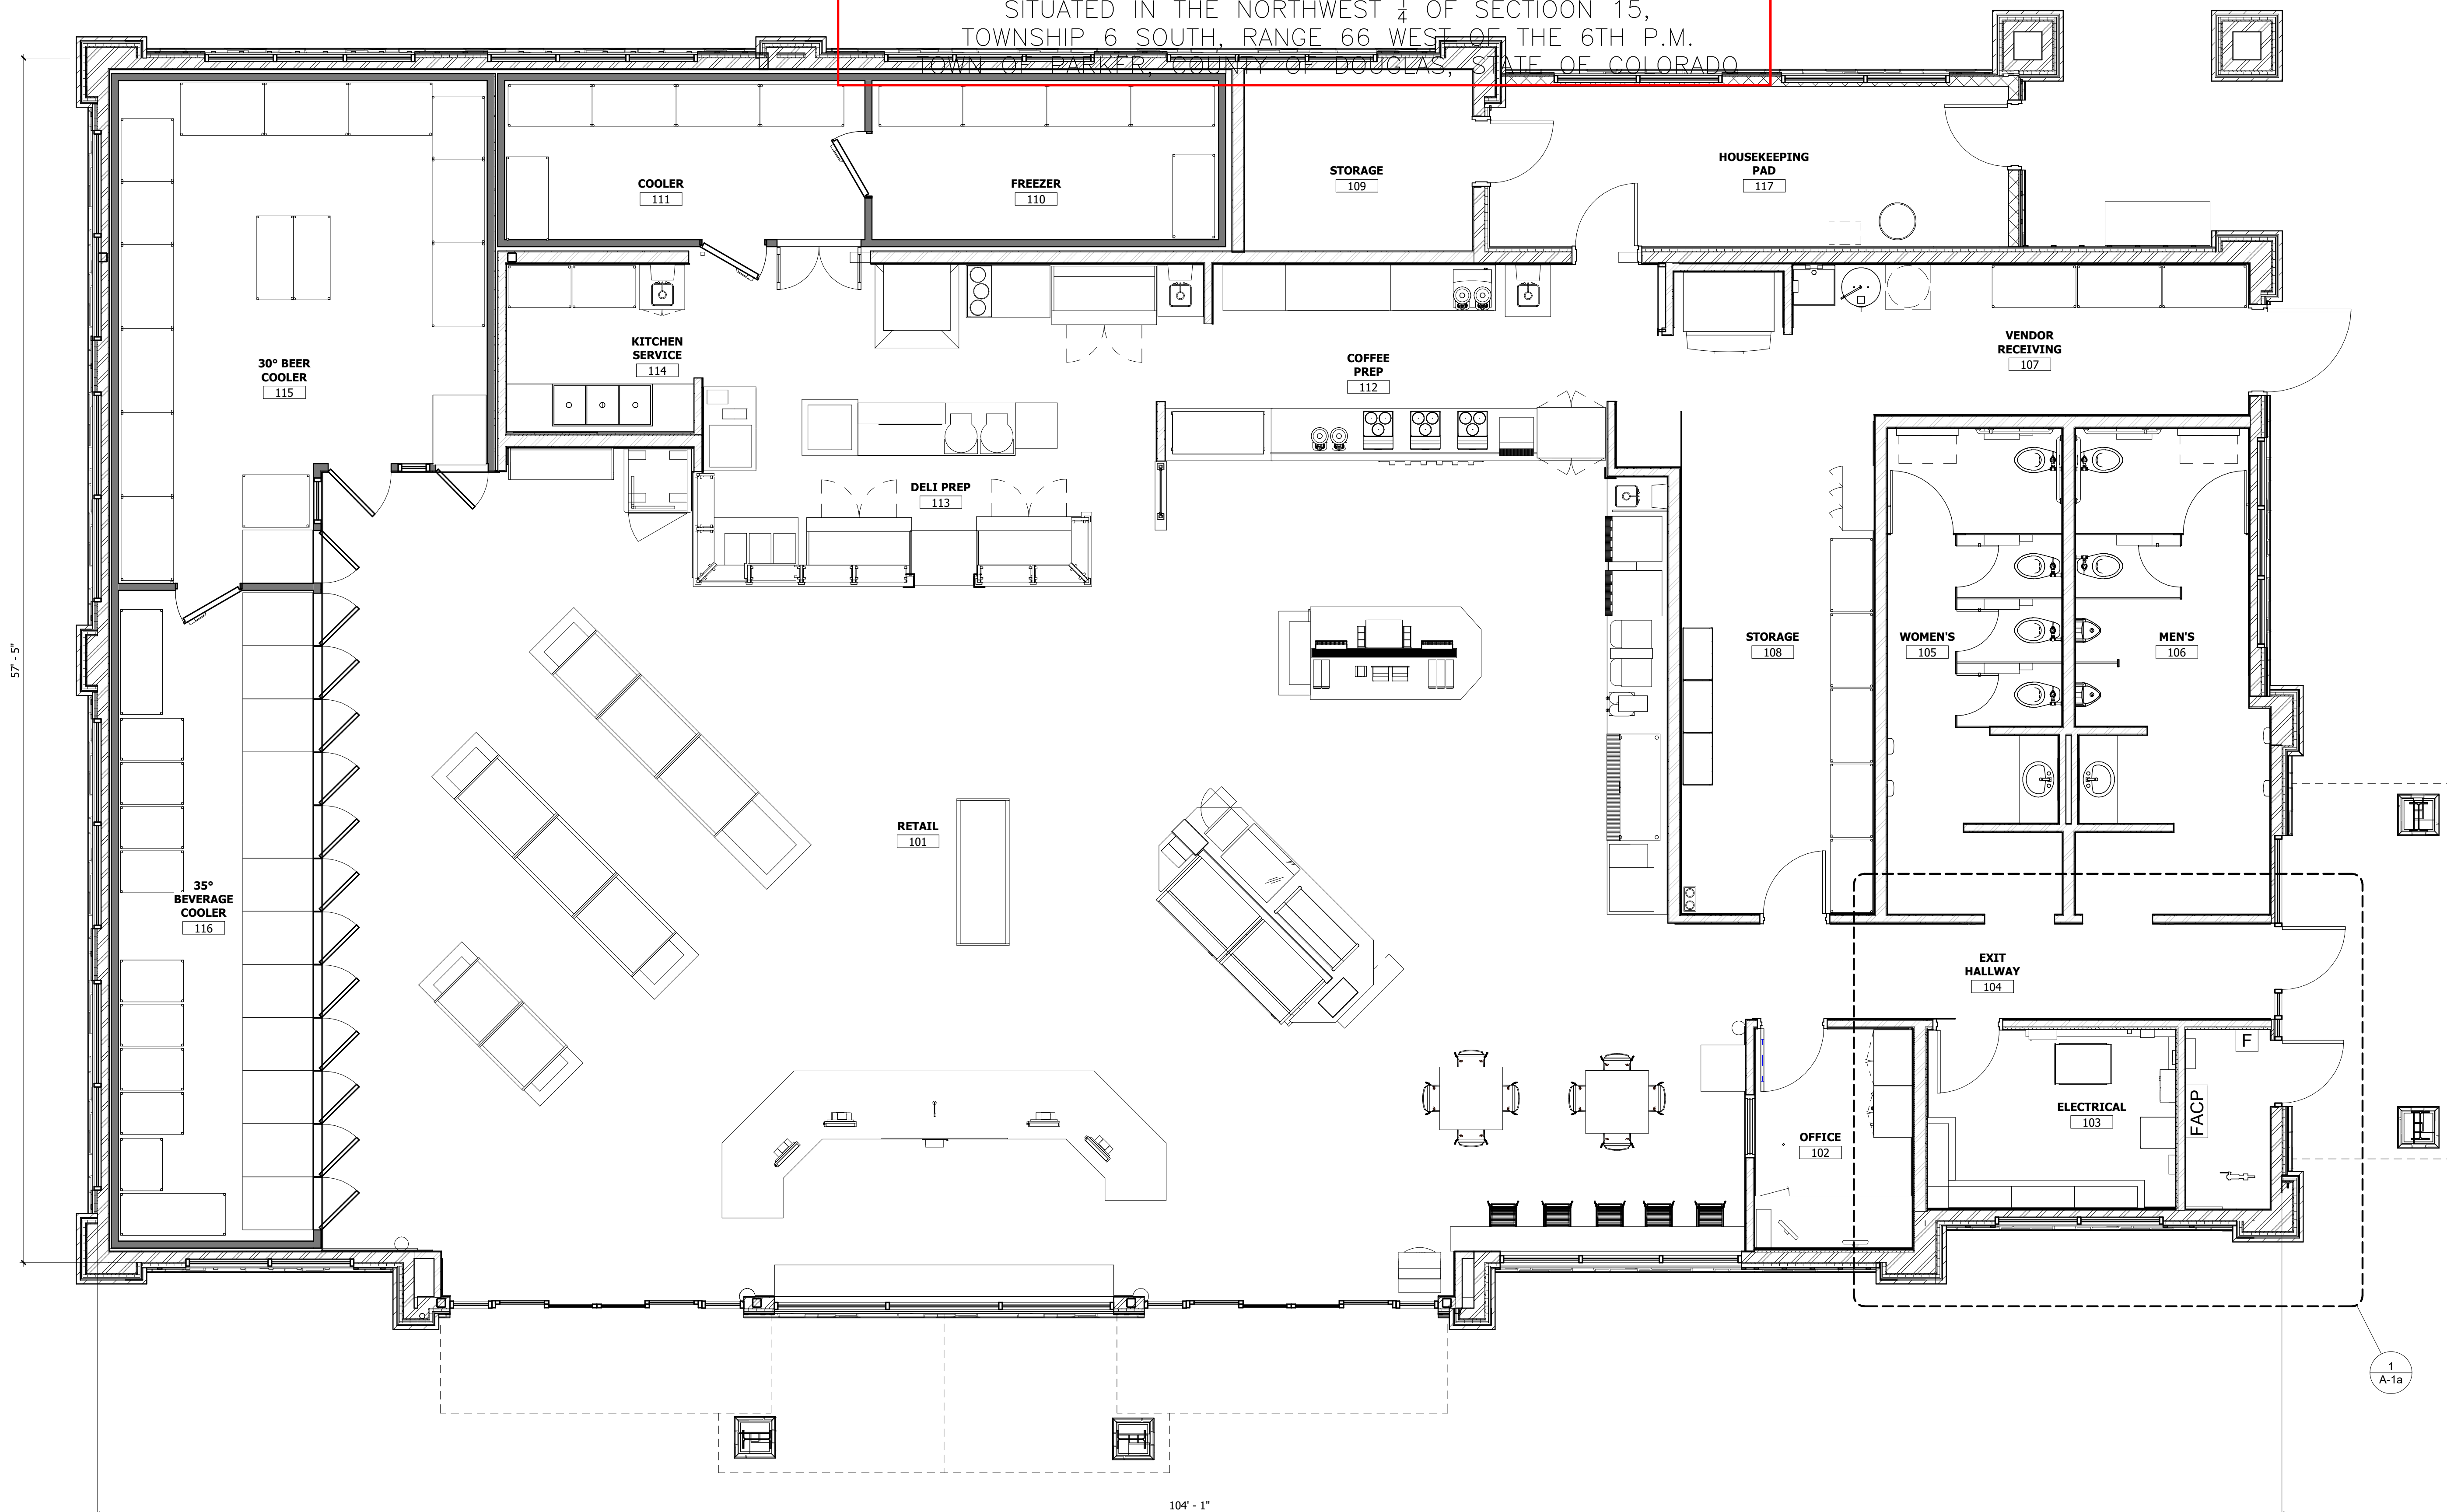 SITUATED IN THE NORTHWEST 1/4 OF SECTIOON 15,
TOWNSHIP 6 SOUTH, RANGE 66 WEST OF THE 6TH P.M.
TOWN OF PARKER, COUNTY OF DOUGLAS, STATE OF COLORADO
COOLER
111
FREEZER
110
STORAGE
109
HOUSEKEEPING
PAD
117
30° BEER
COOLER
115
KITCHEN
SERVICE
114
COFFEE
PREP
112
VENDOR
RECEIVING
107
DELI PREP
113
57' - 5"
STORAGE
108
WOMEN'S
105
MEN'S
106
RETAIL
101
35°
BEVERAGE
COOLER
116
EXIT
HALLWAY
104
F
FACP
ELECTRICAL
103
OFFICE
102
1
A-1a
104' - 1"